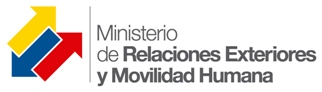 Ministerio
de Relaciones Exteriores
y Movilidad Humana